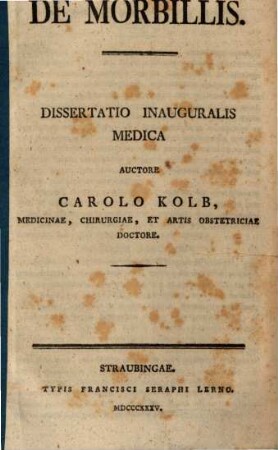 DE MORBILLIS.
DISSERTATIO INAUGURALIS
MEDICA
AUCTORE
CAROLO KOLB,
MEDICINAE, CHIRURGIAE, ET ARTIS OBSTETRICIAE
DOCTORE.
STRAUBINGAE.
TYPIS FRANCISCI SERAPHI LERNO.
MDCCCXXXV.